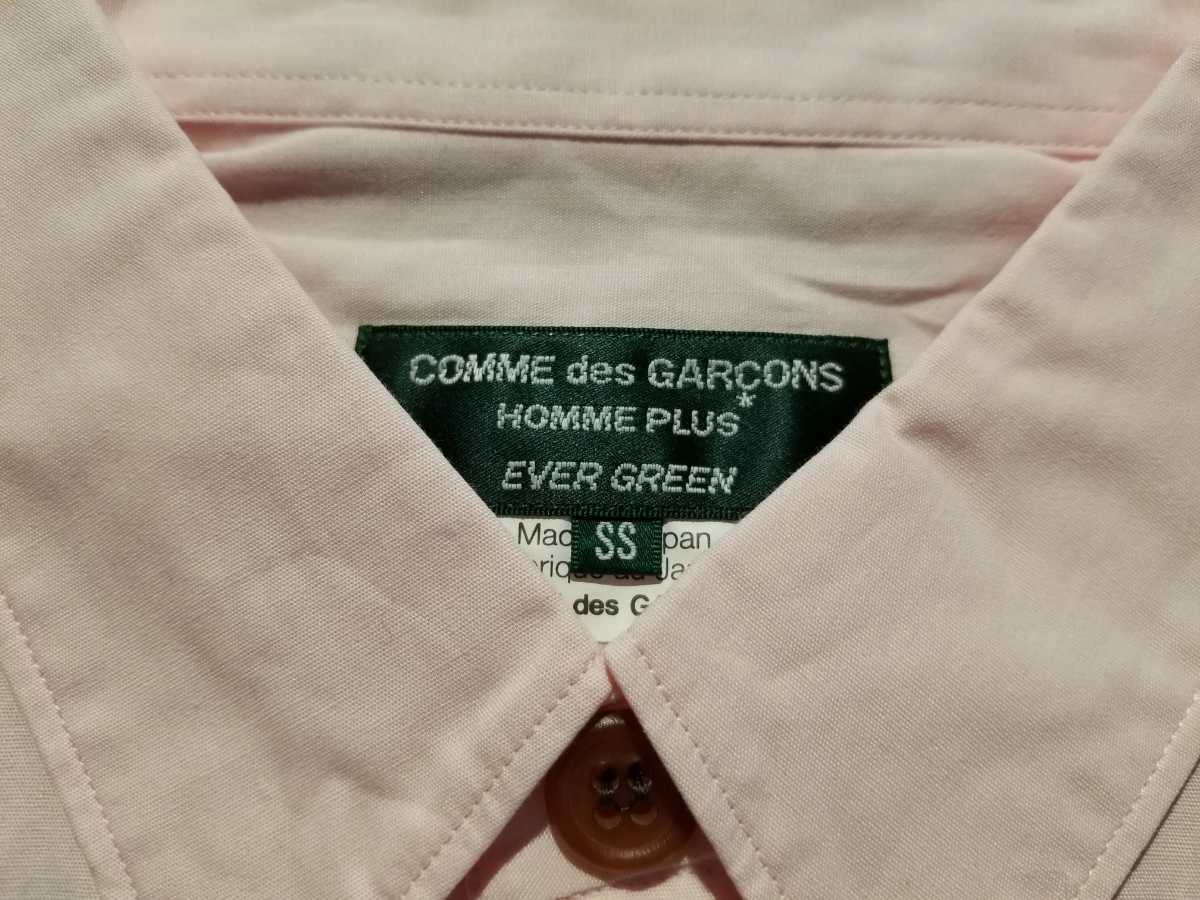 COMME des GARÇONS
HOMME PLUS*
EVER GREEN
SS
des